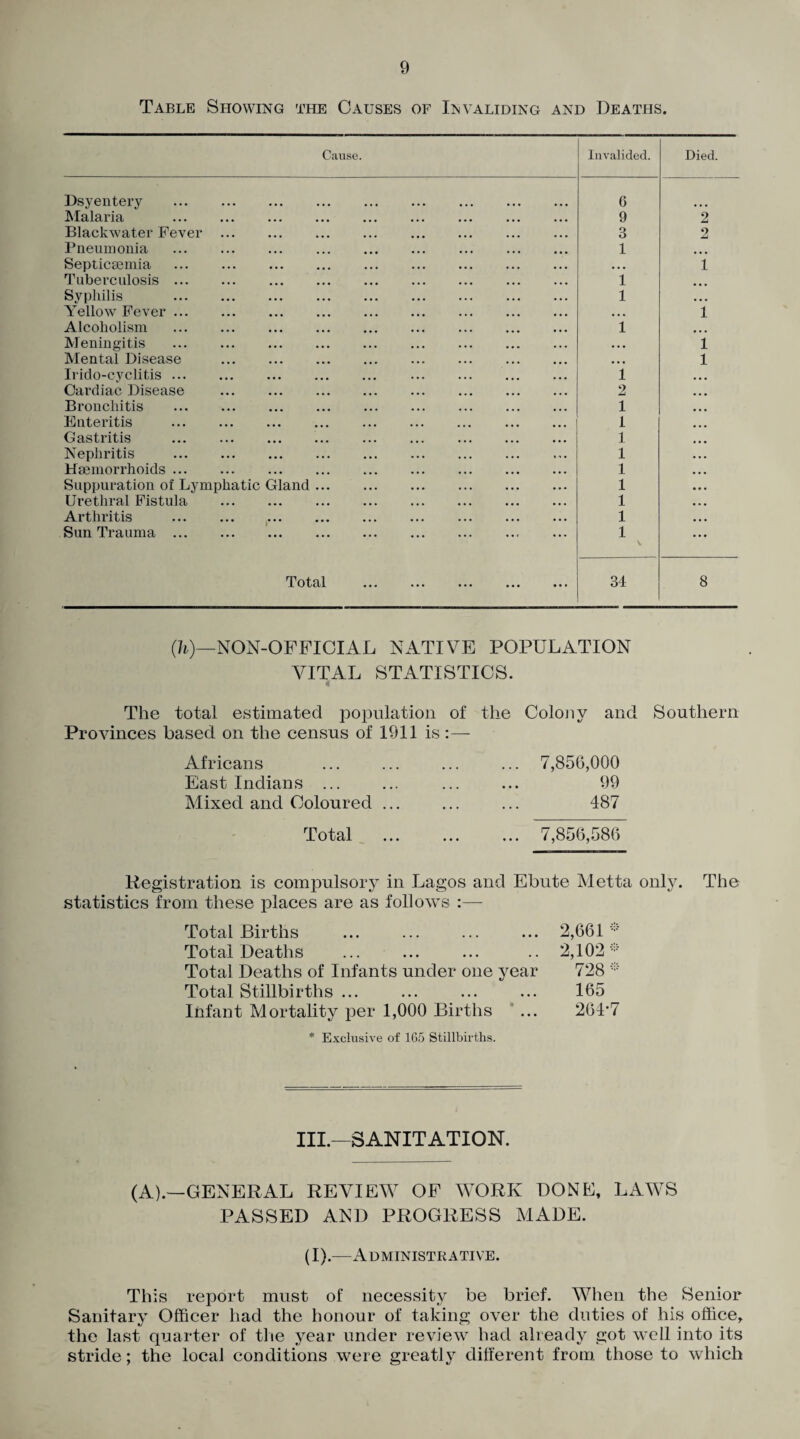 9
Table Showing the Causes of Invaliding and Deaths.
Cause. Invalided. Died.
Dsyentery ... ... ... ... ... ... ... ... ... 6 ...
Malaria ... ... ... ... ... ... ... ... ... 9 2
Blackwater Fever ... ... ... ... ... ... ... ... 3 2
Pneumonia ... ... ... ... ... ... ... ... ... 1 ...
Septicæmia ... ... ... ... ... ... ... ... ... ... 1
Tuberculosis ... ... ... ... ... ... ... ... ... 1 ...
Syphilis ... ... ... ... ... ... ... ... ... 1 ...
Yellow Fever ... ... ... ... ... ... ... ... ... ... 1
Alcoholism ... ... ... ... ... ... ... ... ... 1 ...
Meningitis ... ... ... ... ... ... ... ... ... ... 1
Mental Disease ... ... ... ... ... ... ... ... ... 1
Irido-cyclitis ... ... ... ... ... ... ... ... ... 1 ...
Cardiac Disease ... ... ... ... ... ... ... ... 2 ...
Bronchitis ... ... ... ... ... ... ... ... ... 1 ...
Enteritis ... ... ... ... ... ... ... ... ... 1 ...
Gastritis ... ... ... ... ... ... ... ... ... 1 ...
Nephritis ... ... ... ... ... ... ... ... ... 1 ...
Hæmorrhoids ... ... ... ... ... ... ... ... ... 1 ...
Suppuration of Lymphatic Gland ... ... ... ... ... ... 1 ...
Urethral Fistula ... ... ... ... ... ... ... ... 1 ...
Arthritis ... ... ... ... ... ... ... ... ... 1 ...
Sun Trauma ... ... ... ... ... ... ... ... ... 1 ...
Total ... ... ... ... ... 34 8
(h)—NON-OFFICIAL NATIVE POPULATION
VITAL STATISTICS.
The total estimated population of the Colony and Southern
Provinces based on the census of 1911 is :—
Africans ... ... ... ... 7,856,000
East Indians ... ... ... ... 99
Mixed and Coloured ... ... ... 487
Total ... ... ... 7,856,586
Registration is compulsory in Lagos and Ebute Metta only. The
statistics from these places are as follows :—
Total Births ... ... ... ... 2,661 *
Total Deaths ... ... ... .. 2,102 *
Total Deaths of Infants under one year 728 *
Total Stillbirths ... ... ... ... 165
Infant Mortality per 1,000 Births ... 264·7
* Exclusive of 165 Stillbirths.
III.—SANITATION.
(A).—GENERAL REVIEW OF WORK DONE, LAWS
PASSED AND PROGRESS MADE.
(I).—Administrative.
This report must of necessity be brief. When the Senior
Sanitary Officer had the honour of taking over the duties of his office,
the last quarter of the year under review had already got well into its
stride; the local conditions were greatly different from those to which